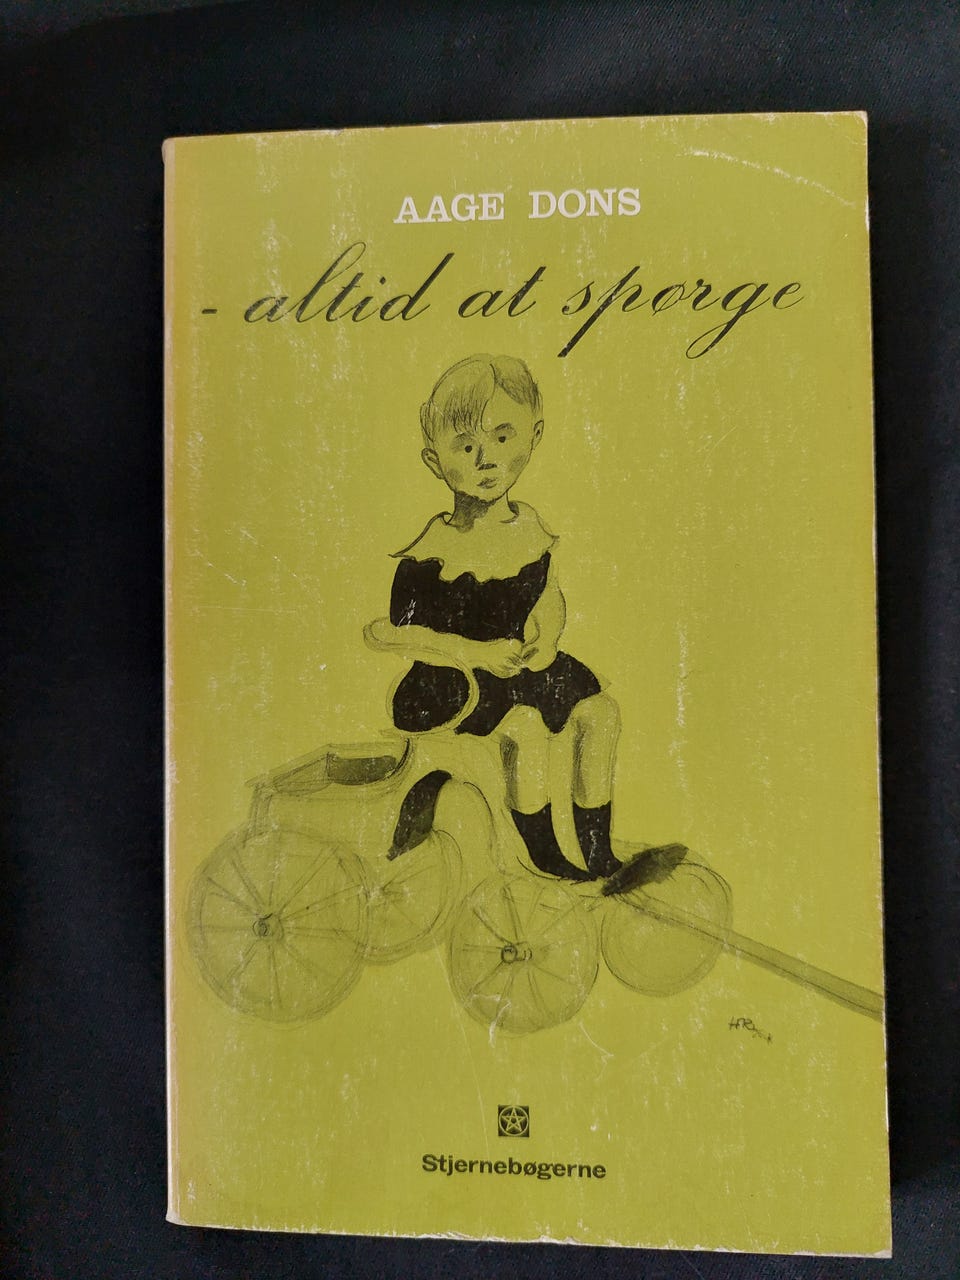 AAGE DONS
- altid at spørge
Stjernebøgerne